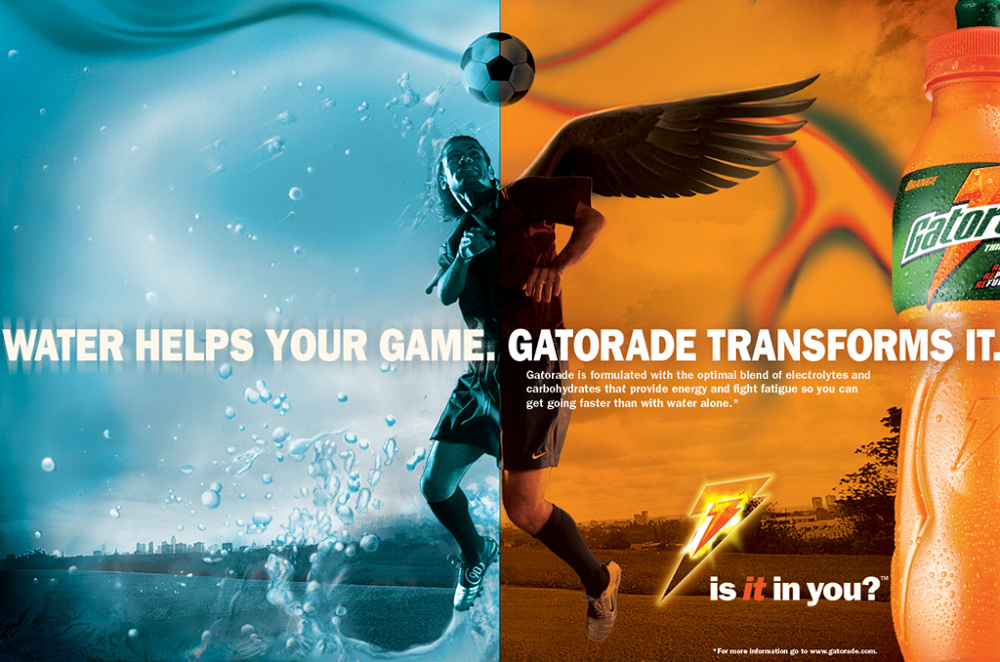 WATER HELPS YOUR GAME. GATORADE TRANSFORMS IT.
Gatorade is formulated with the optimal blend of electrolytes and
carbohydrates that provide energy and fight fatigue so you can
get going faster than with water alone.*
ORANGE
Gator
is it in you?™
*For more information go to www.gatorade.com.